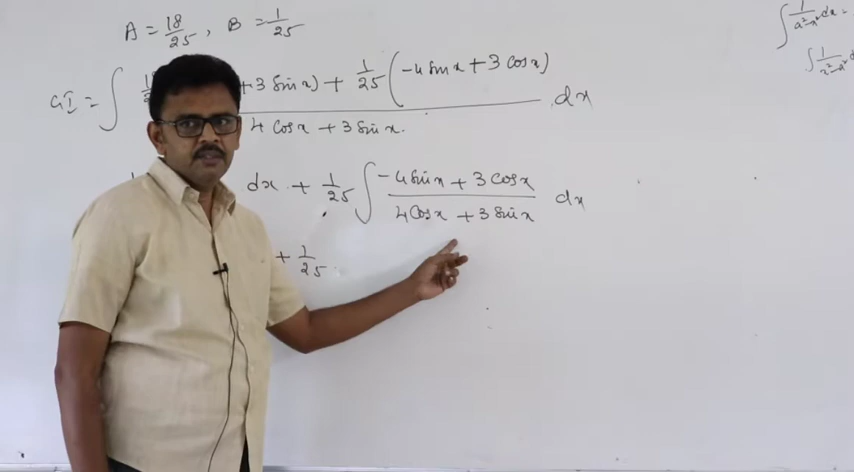 A = 18/25 , B = 1/25
∫ 1/a²-x² dx =
∫ 1/x²-a² d
GI = ∫ + 3 Sin x) + 1/25 (-4 Sin x + 3 Cos x) / 4 Cos x + 3 Sin x . dx
dx + 1/25 ∫ -4 Sin x + 3 Cos x / 4 Cos x + 3 Sin x dx
+ 1/25